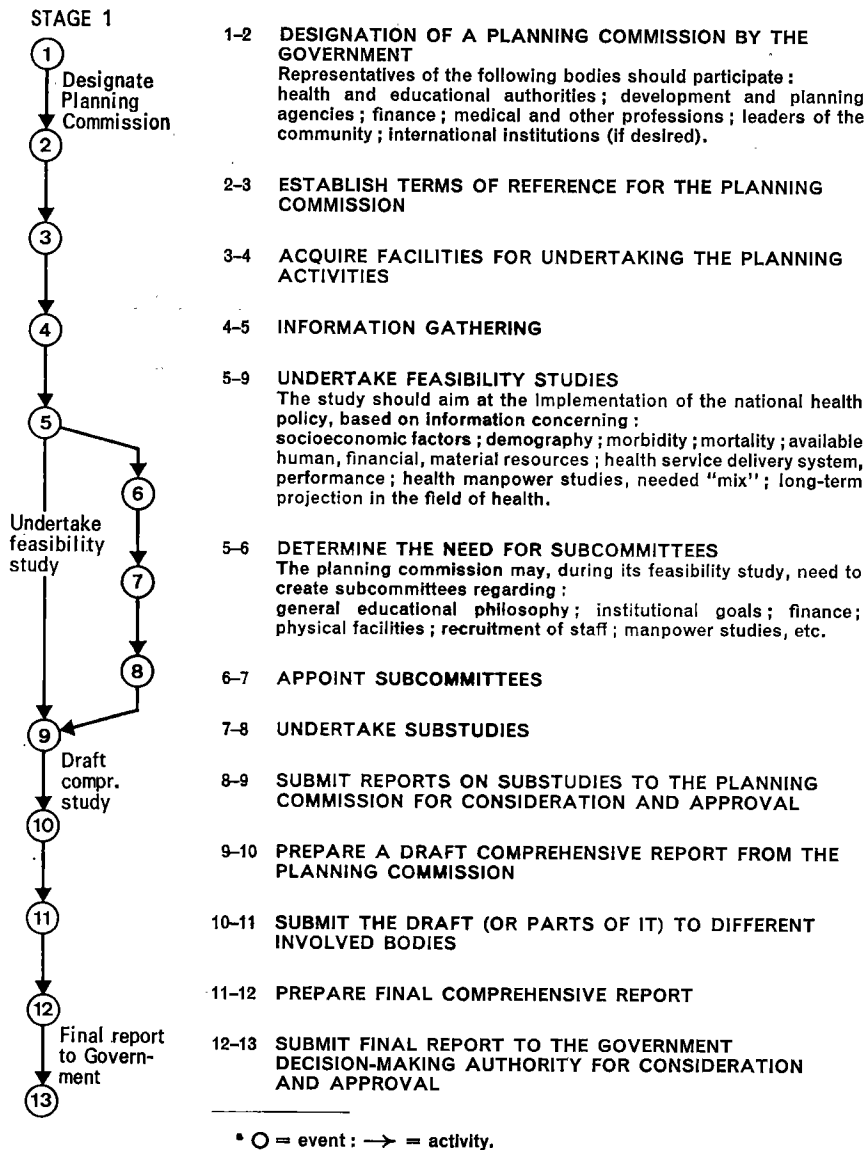 STAGE 1
1
Designate
Planning
Commission
2
3
4
5
6
Undertake
feasibility
study
7
8
9
Draft
compr.
study
10
11
12
Final report
to Govern-
ment
13
1–2 DESIGNATION OF A PLANNING COMMISSION BY THE
GOVERNMENT
Representatives of the following bodies should participate :
health and educational authorities ; development and planning
agencies ; finance ; medical and other professions ; leaders of the
community ; international institutions (if desired).
2–3 ESTABLISH TERMS OF REFERENCE FOR THE PLANNING
COMMISSION
3–4 ACQUIRE FACILITIES FOR UNDERTAKING THE PLANNING
ACTIVITIES
4–5 INFORMATION GATHERING
5–9 UNDERTAKE FEASIBILITY STUDIES
The study should aim at the implementation of the national health
policy, based on information concerning :
socioeconomic factors ; demography ; morbidity ; mortality ; available
human, financial, material resources ; health service delivery system,
performance ; health manpower studies, needed "mix" ; long-term
projection in the field of health.
5–6 DETERMINE THE NEED FOR SUBCOMMITTEES
The planning commission may, during its feasibility study, need to
create subcommittees regarding :
general educational philosophy ; institutional goals ; finance ;
physical facilities ; recruitment of staff ; manpower studies, etc.
6–7 APPOINT SUBCOMMITTEES
7–8 UNDERTAKE SUBSTUDIES
8–9 SUBMIT REPORTS ON SUBSTUDIES TO THE PLANNING
COMMISSION FOR CONSIDERATION AND APPROVAL
9–10 PREPARE A DRAFT COMPREHENSIVE REPORT FROM THE
PLANNING COMMISSION
10–11 SUBMIT THE DRAFT (OR PARTS OF IT) TO DIFFERENT
INVOLVED BODIES
11–12 PREPARE FINAL COMPREHENSIVE REPORT
12–13 SUBMIT FINAL REPORT TO THE GOVERNMENT
DECISION-MAKING AUTHORITY FOR CONSIDERATION
AND APPROVAL
* O = event : → = activity.